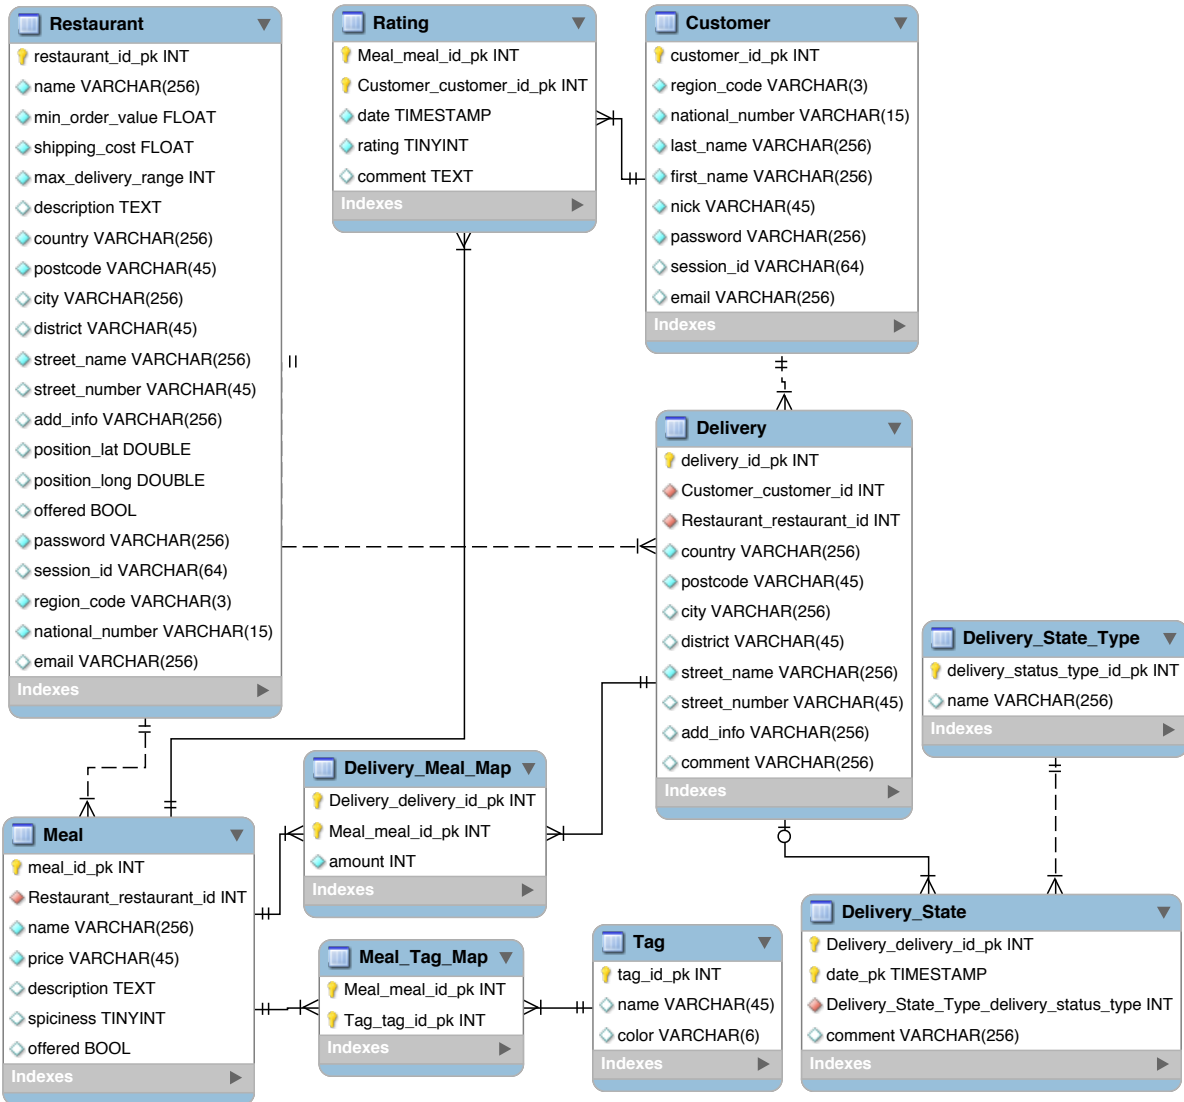 Restaurant
restaurant_id_pk INT
name VARCHAR(256)
min_order_value FLOAT
shipping_cost FLOAT
max_delivery_range INT
description TEXT
country VARCHAR(256)
postcode VARCHAR(45)
city VARCHAR(256)
district VARCHAR(45)
street_name VARCHAR(256)
street_number VARCHAR(45)
add_info VARCHAR(256)
position_lat DOUBLE
position_long DOUBLE
offered BOOL
password VARCHAR(256)
session_id VARCHAR(64)
region_code VARCHAR(3)
national_number VARCHAR(15)
email VARCHAR(256)
Indexes
Rating
Meal_meal_id_pk INT
Customer_customer_id_pk INT
date TIMESTAMP
rating TINYINT
comment TEXT
Indexes
Customer
customer_id_pk INT
region_code VARCHAR(3)
national_number VARCHAR(15)
last_name VARCHAR(256)
first_name VARCHAR(256)
nick VARCHAR(45)
password VARCHAR(256)
session_id VARCHAR(64)
email VARCHAR(256)
Indexes
Delivery
delivery_id_pk INT
Customer_customer_id INT
Restaurant_restaurant_id INT
country VARCHAR(256)
postcode VARCHAR(45)
city VARCHAR(256)
district VARCHAR(45)
street_name VARCHAR(256)
street_number VARCHAR(45)
add_info VARCHAR(256)
comment VARCHAR(256)
Indexes
Delivery_State_Type
delivery_status_type_id_pk INT
name VARCHAR(256)
Indexes
Delivery_Meal_Map
Delivery_delivery_id_pk INT
Meal_meal_id_pk INT
amount INT
Indexes
Meal
meal_id_pk INT
Restaurant_restaurant_id INT
name VARCHAR(256)
price VARCHAR(45)
description TEXT
spiciness TINYINT
offered BOOL
Indexes
Meal_Tag_Map
Meal_meal_id_pk INT
Tag_tag_id_pk INT
Indexes
Tag
tag_id_pk INT
name VARCHAR(45)
color VARCHAR(6)
Indexes
Delivery_State
Delivery_delivery_id_pk INT
date_pk TIMESTAMP
Delivery_State_Type_delivery_status_type INT
comment VARCHAR(256)
Indexes